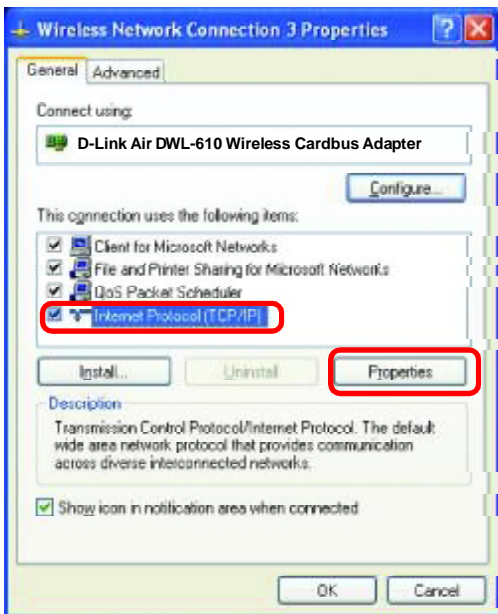 Wireless Network Connection 3 Properties
General Advanced
Connect using:
D-Link Air DWL-610 Wireless Cardbus Adapter
Configure...
This connection uses the following items:
Client for Microsoft Networks
File and Printer Sharing for Microsoft Networks
QoS Packet Scheduler
Internet Protocol (TCP/IP)
Install... Uninstall Properties
Description
Transmission Control Protocol/Internet Protocol. The default
wide area network protocol that provides communication
across diverse interconnected networks.
Show icon in notification area when connected
OK Cancel